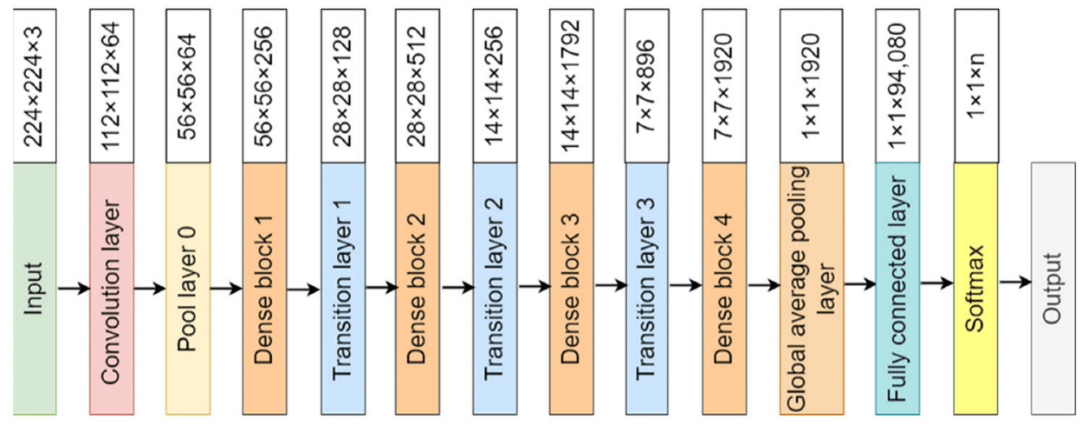 224×224×3
Input
112×112×64
Convolution layer
56×56×64
Pool layer 0
56×56×256
Dense block 1
28×28×128
Transition layer 1
28×28×512
Dense block 2
14×14×256
Transition layer 2
14×14×1792
Dense block 3
7×7×896
Transition layer 3
7×7×1920
Dense block 4
1×1×1920
Global average pooling
layer
1×1×94,080
Fully connected layer
1×1×n
Softmax
Output